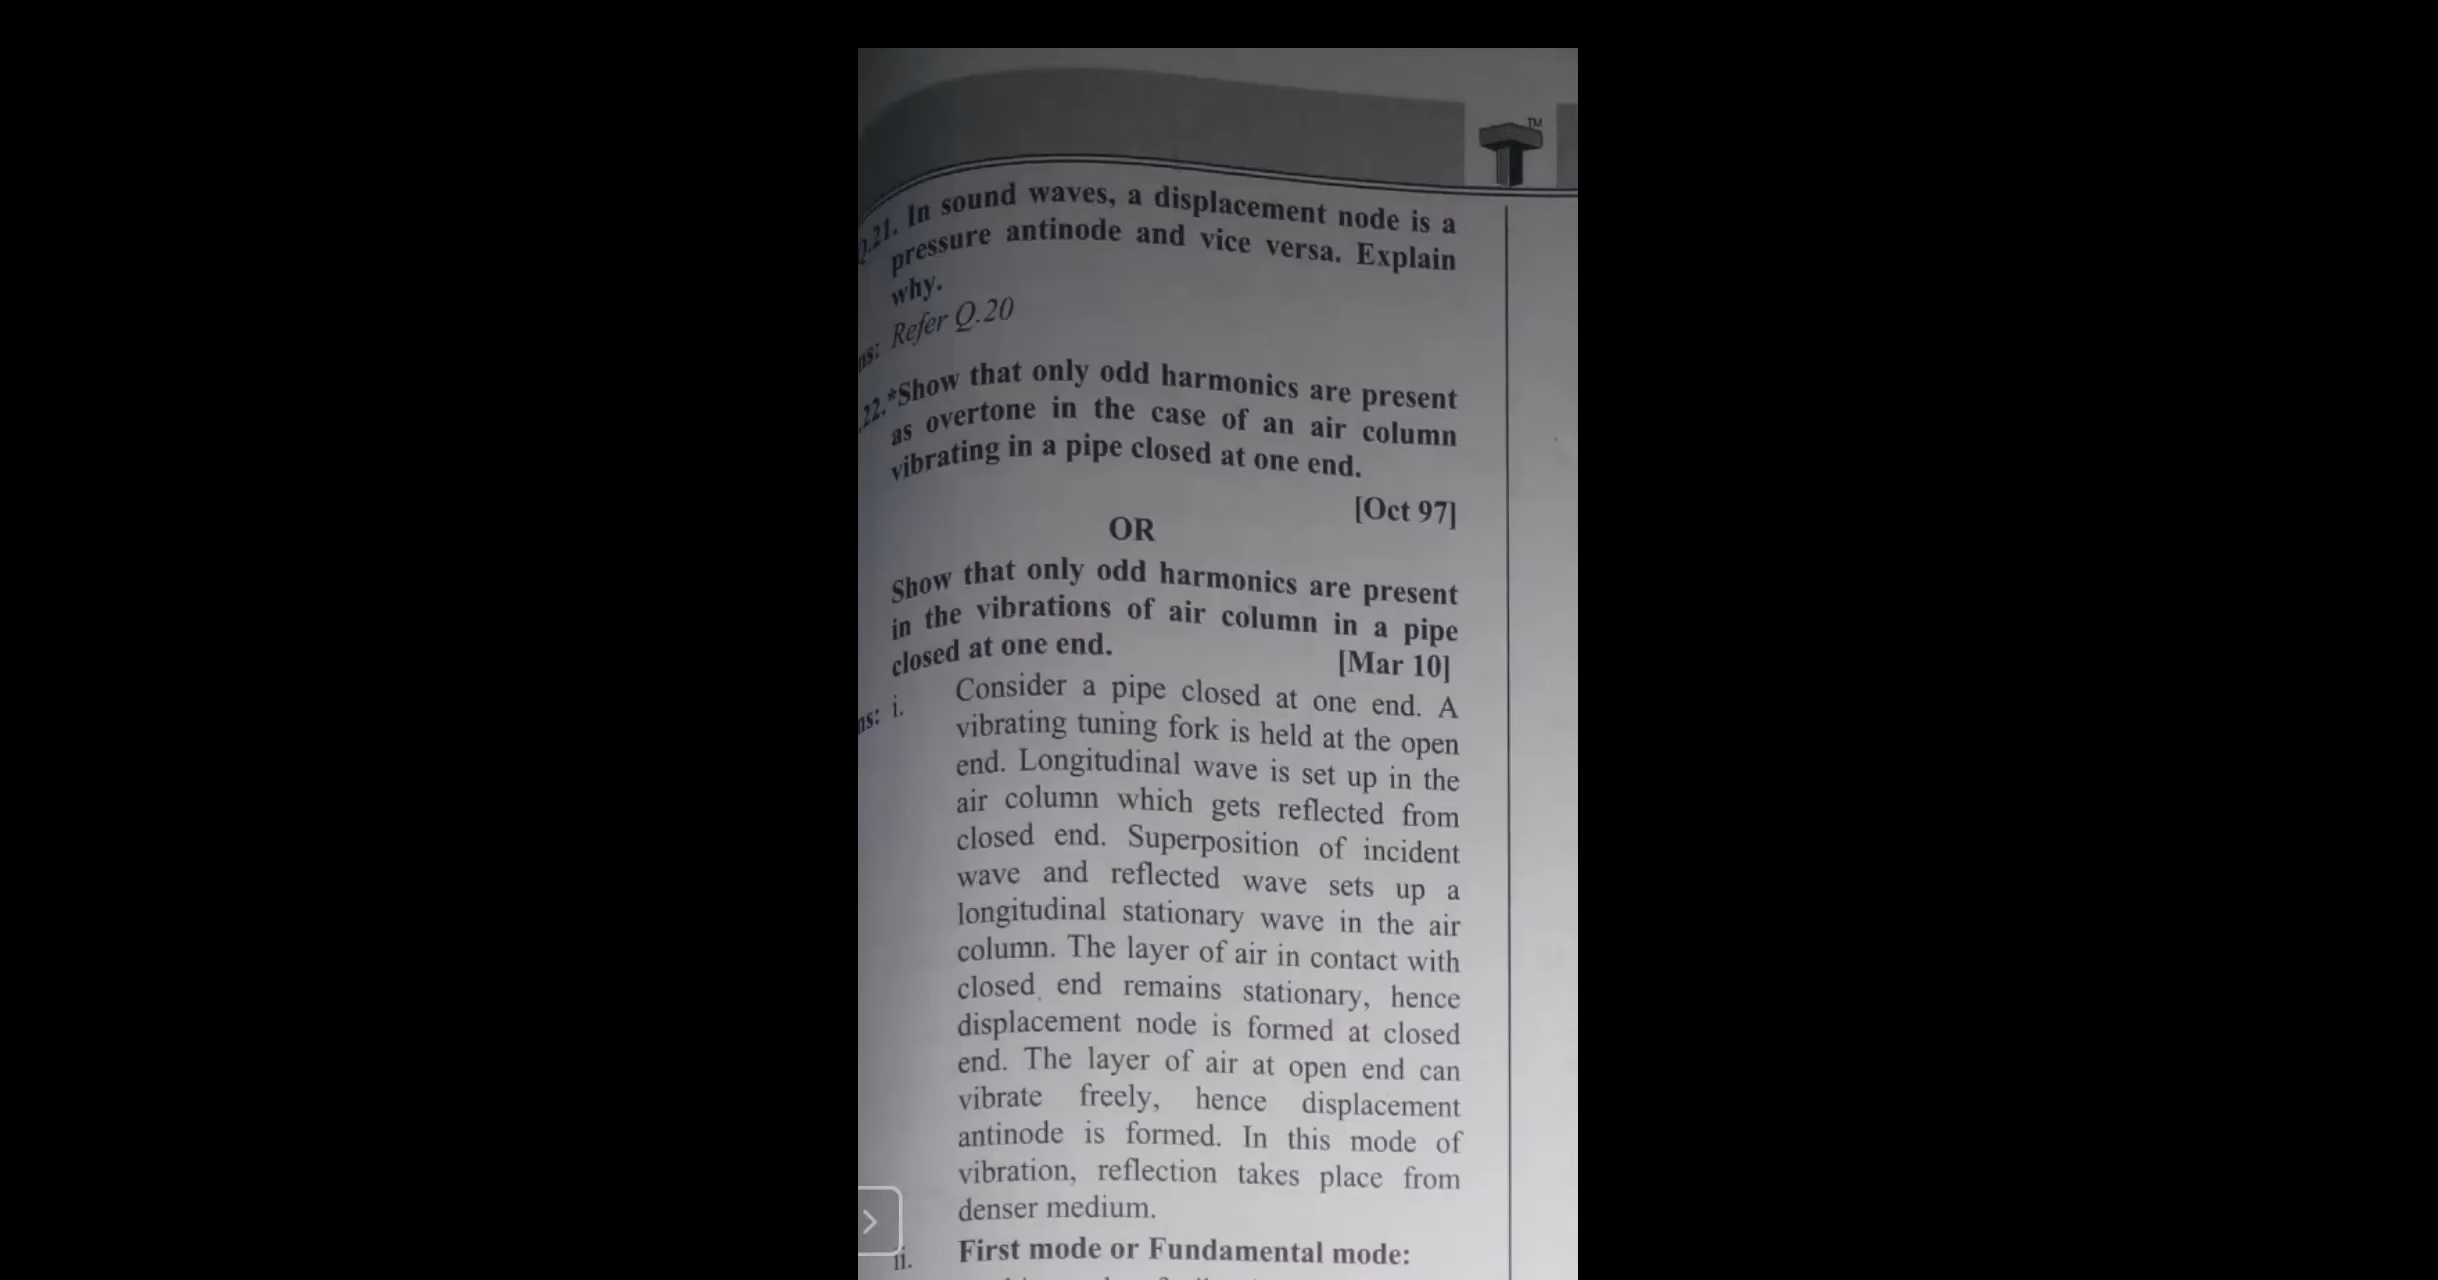 Q.21. In sound waves, a displacement node is a
pressure antinode and vice versa. Explain
why.
Refer Q.20
22.*Show that only odd harmonics are present
as overtone in the case of an air column
vibrating in a pipe closed at one end.
[Oct 97]
OR
Show that only odd harmonics are present
in the vibrations of air column in a pipe
closed at one end. [Mar 10]
ns: i. Consider a pipe closed at one end. A
vibrating tuning fork is held at the open
end. Longitudinal wave is set up in the
air column which gets reflected from
closed end. Superposition of incident
wave and reflected wave sets up a
longitudinal stationary wave in the air
column. The layer of air in contact with
closed end remains stationary, hence
displacement node is formed at closed
end. The layer of air at open end can
vibrate freely, hence displacement
antinode is formed. In this mode of
vibration, reflection takes place from
denser medium.
ii. First mode or Fundamental mode: